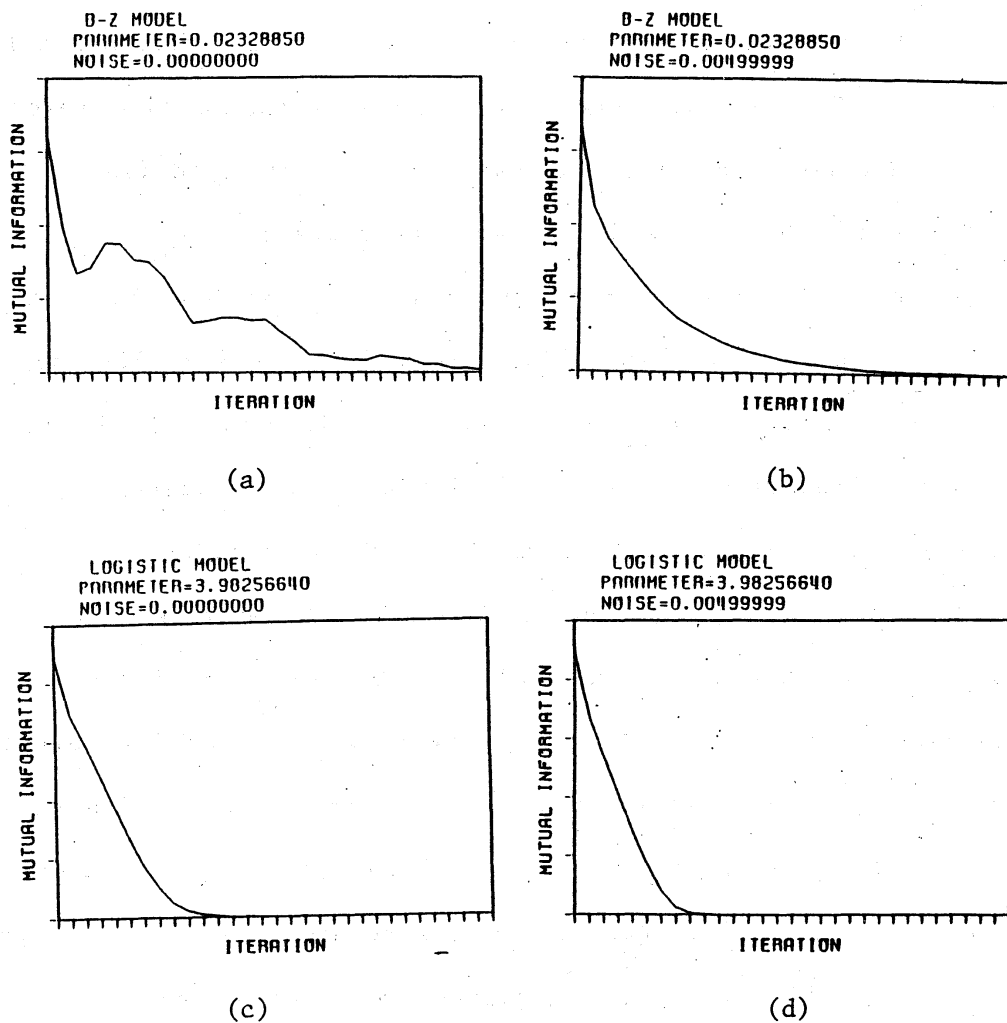 B-Z MODEL
PARAMETER=0.02328850
NOISE=0.00000000
MUTUAL INFORMATION
ITERATION
(a)
B-Z MODEL
PARAMETER=0.02328850
NOISE=0.00499999
MUTUAL INFORMATION
ITERATION
(b)
LOGISTIC MODEL
PARAMETER=3.98256640
NOISE=0.00000000
MUTUAL INFORMATION
ITERATION
(c)
LOGISTIC MODEL
PARAMETER=3.98256640
NOISE=0.00499999
MUTUAL INFORMATION
ITERATION
(d)